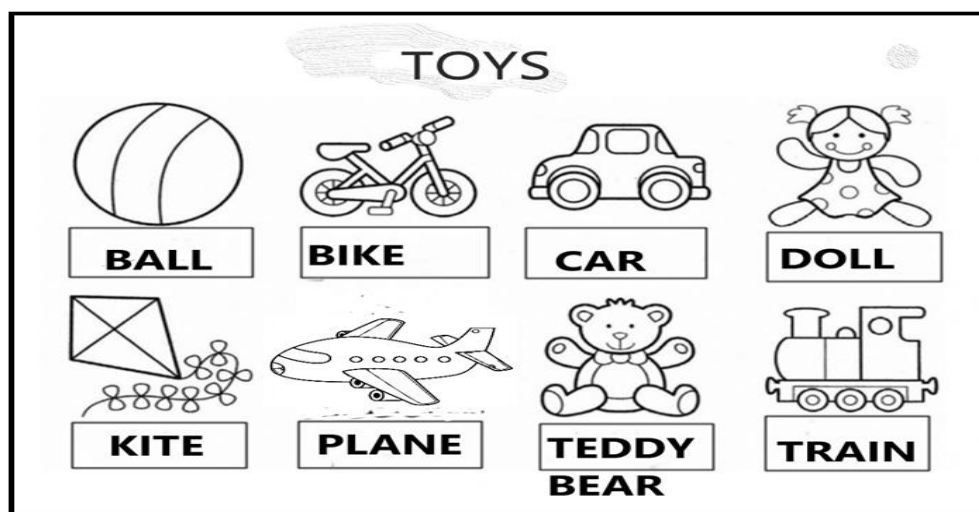 TOYS
BALL
BIKE
CAR
DOLL
KITE
PLANE
TEDDY
BEAR
TRAIN